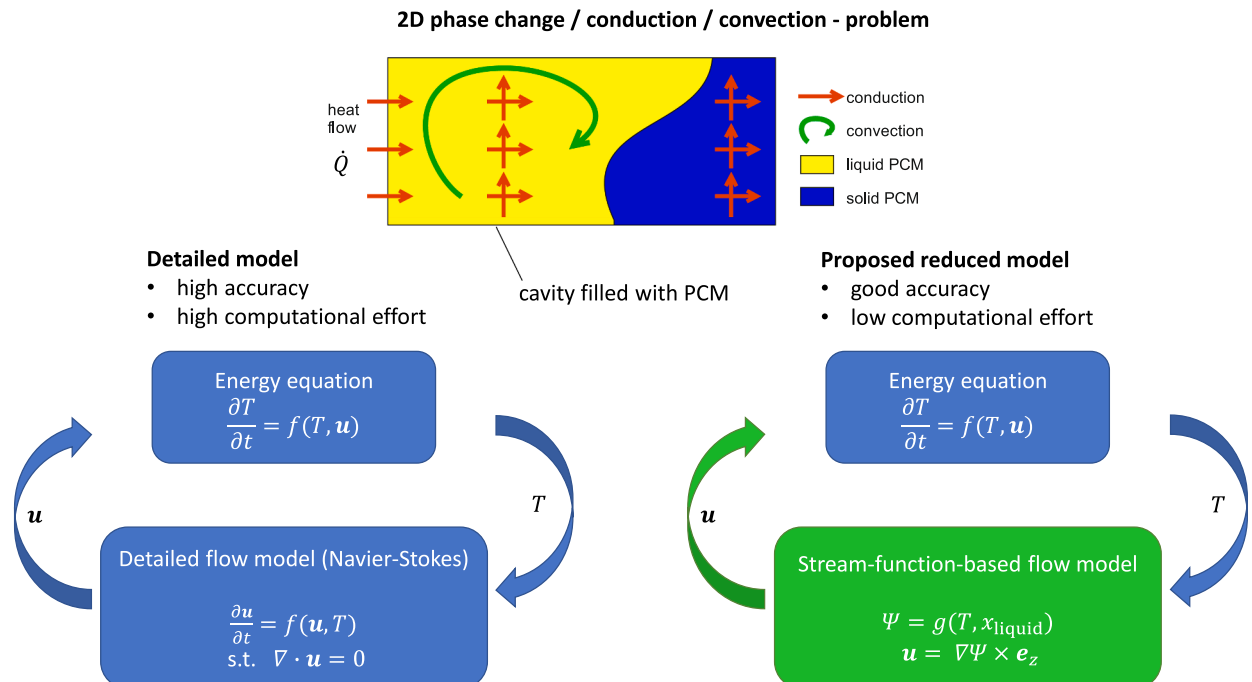 2D phase change / conduction / convection - problem
heat
flow
Q̇
conduction
convection
liquid PCM
solid PCM
cavity filled with PCM
Detailed model
• high accuracy
• high computational effort
Energy equation
∂T/∂t = f(T, u)
u
T
Detailed flow model (Navier-Stokes)
∂u/∂t = f(u, T)
s.t. ∇ · u = 0
Proposed reduced model
• good accuracy
• low computational effort
Energy equation
∂T/∂t = f(T, u)
u
T
Stream-function-based flow model
Ψ = g(T, x_liquid)
u = ∇Ψ × e_z